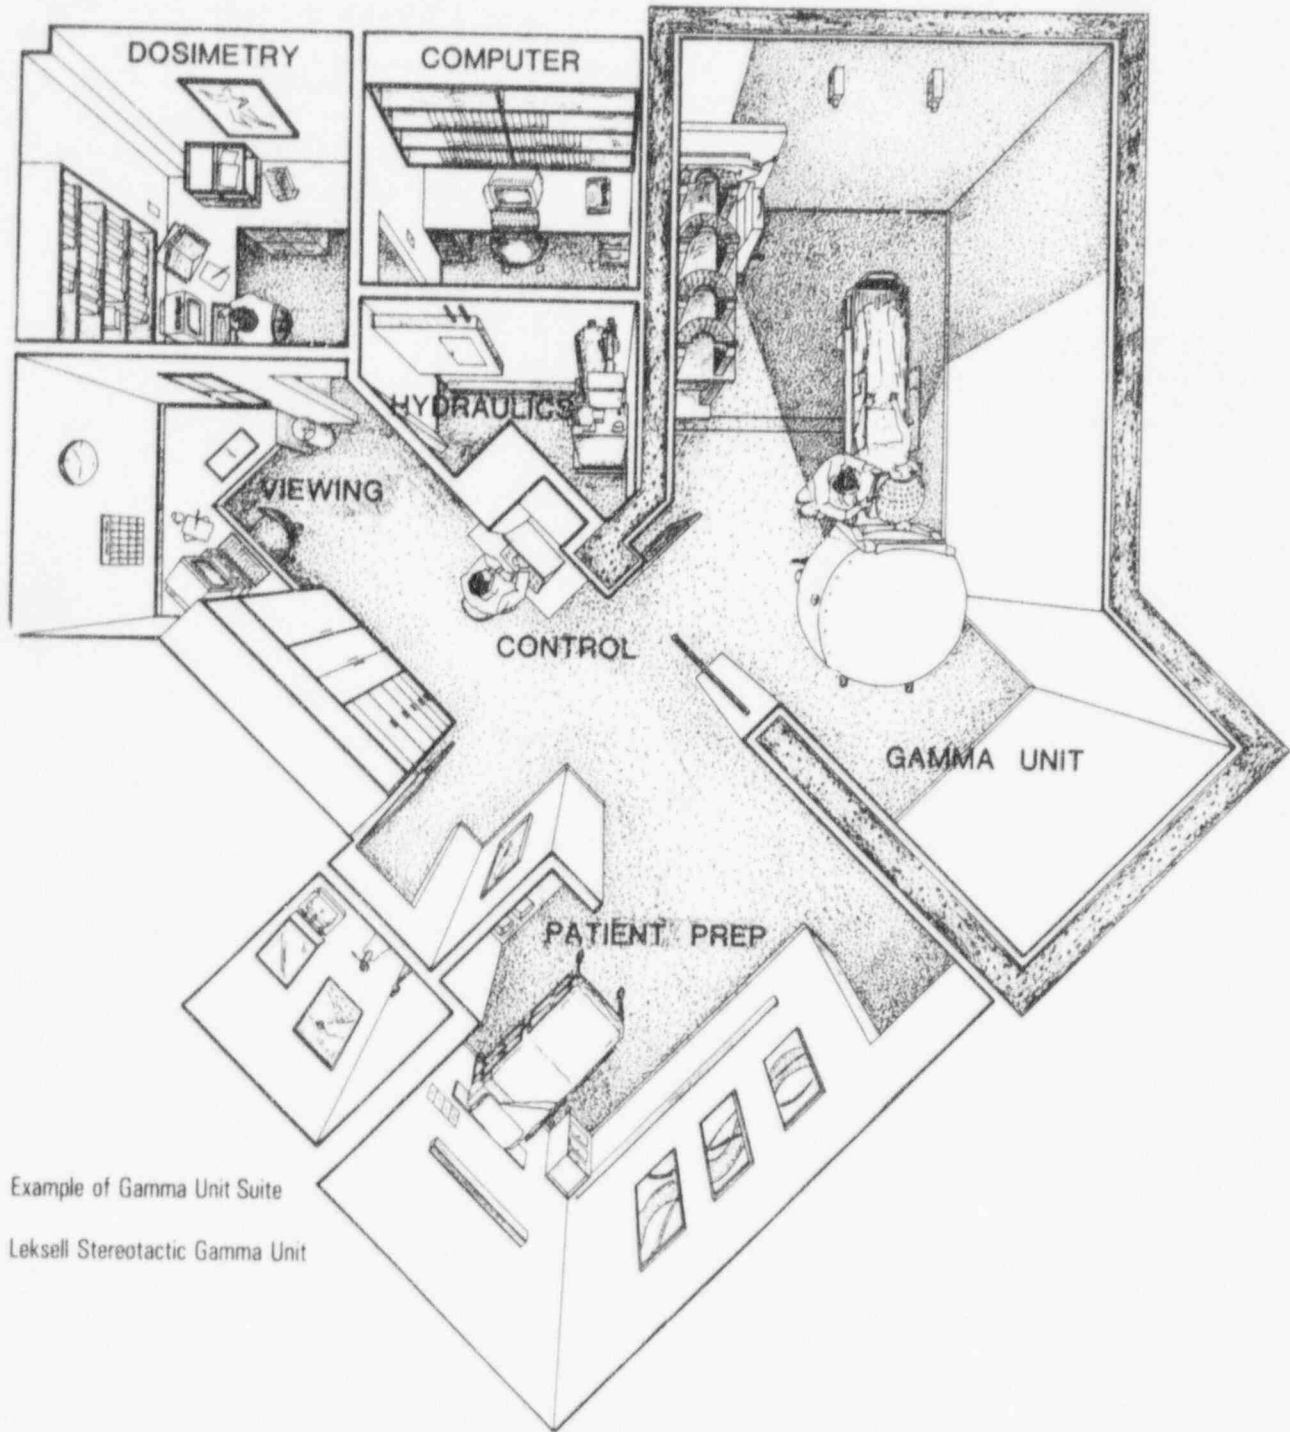 DOSIMETRY
COMPUTER
HYDRAULICS
VIEWING
CONTROL
GAMMA UNIT
PATIENT PREP
Example of Gamma Unit Suite
Leksell Stereotactic Gamma Unit